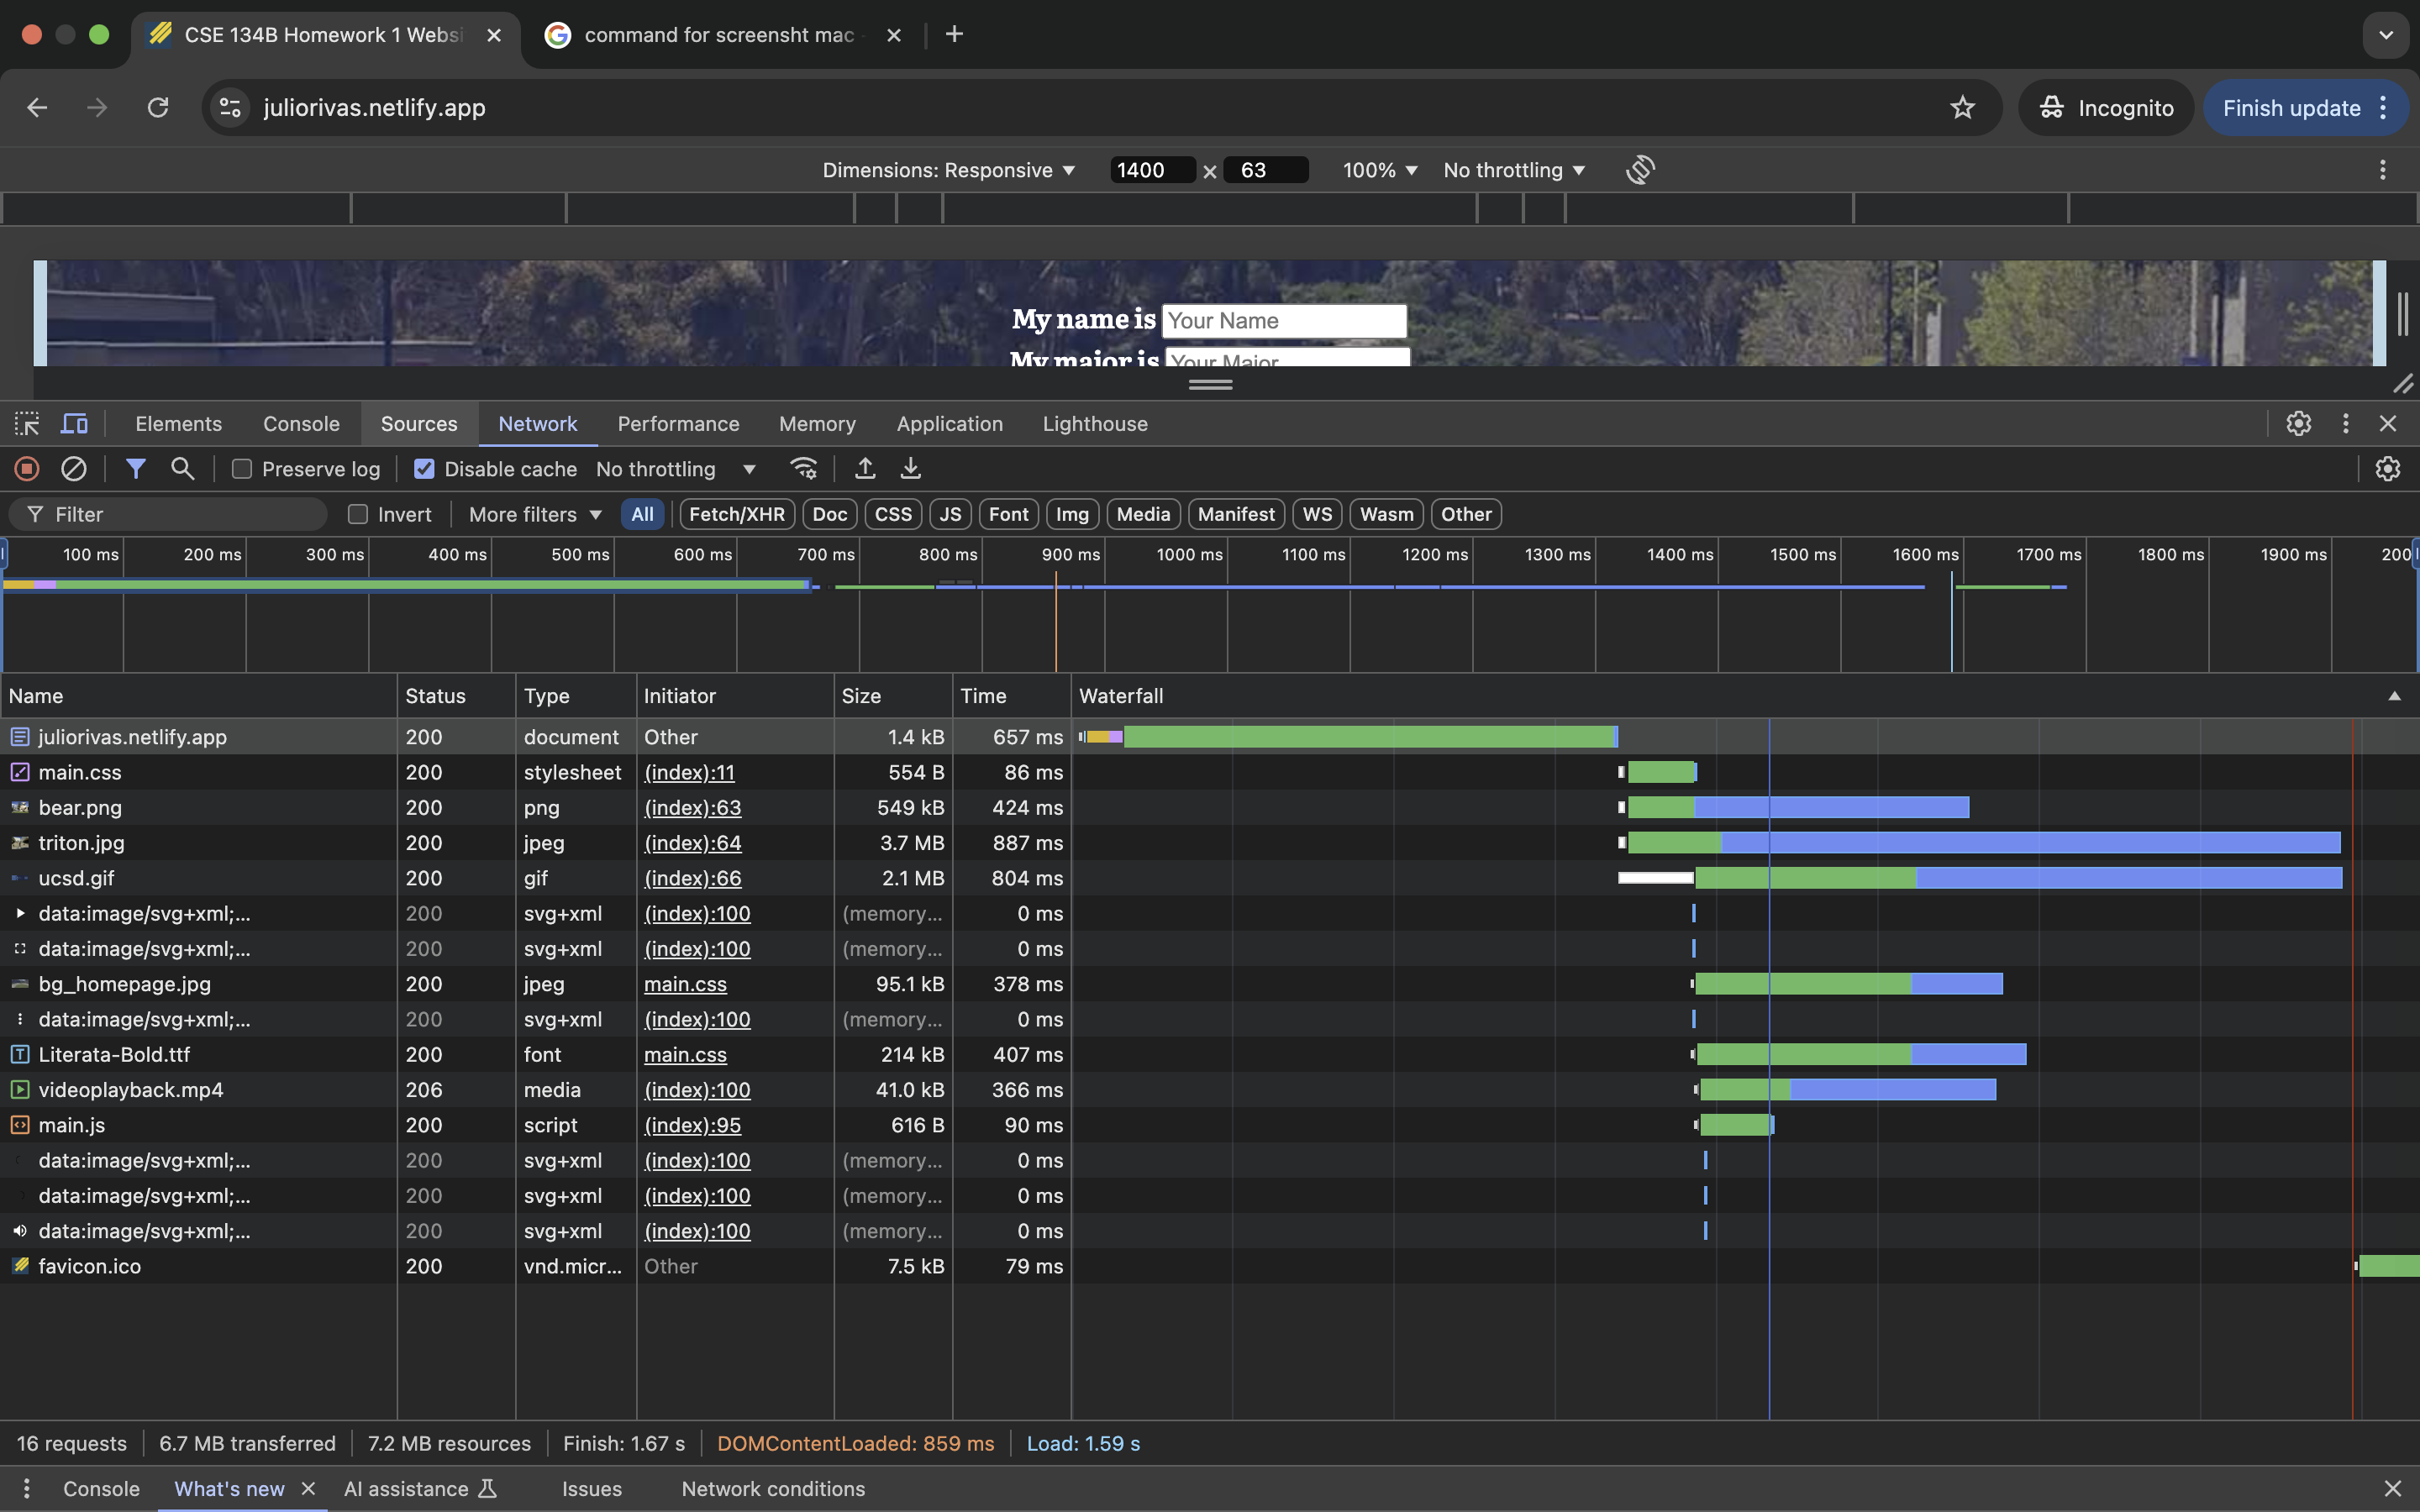 CSE 134B Homework 1 Websi
command for screensht mac
juliorivas.netlify.app
Incognito
Finish update
Dimensions: Responsive 1400 × 63 100% No throttling
My name is Your Name
My major is Your Major
Elements Console Sources Network Performance Memory Application Lighthouse
Preserve log Disable cache No throttling
Filter Invert More filters All Fetch/XHR Doc CSS JS Font Img Media Manifest WS Wasm Other
100 ms 200 ms 300 ms 400 ms 500 ms 600 ms 700 ms 800 ms 900 ms 1000 ms 1100 ms 1200 ms 1300 ms 1400 ms 1500 ms 1600 ms 1700 ms 1800 ms 1900 ms 200
Name Status Type Initiator Size Time Waterfall
juliorivas.netlify.app 200 document Other 1.4 kB 657 ms
main.css 200 stylesheet (index):11 554 B 86 ms
bear.png 200 png (index):63 549 kB 424 ms
triton.jpg 200 jpeg (index):64 3.7 MB 887 ms
ucsd.gif 200 gif (index):66 2.1 MB 804 ms
data:image/svg+xml;... 200 svg+xml (index):100 (memory... 0 ms
data:image/svg+xml;... 200 svg+xml (index):100 (memory... 0 ms
bg_homepage.jpg 200 jpeg main.css 95.1 kB 378 ms
data:image/svg+xml;... 200 svg+xml (index):100 (memory... 0 ms
Literata-Bold.ttf 200 font main.css 214 kB 407 ms
videoplayback.mp4 206 media (index):100 41.0 kB 366 ms
main.js 200 script (index):95 616 B 90 ms
data:image/svg+xml;... 200 svg+xml (index):100 (memory... 0 ms
data:image/svg+xml;... 200 svg+xml (index):100 (memory... 0 ms
data:image/svg+xml;... 200 svg+xml (index):100 (memory... 0 ms
favicon.ico 200 vnd.micr... Other 7.5 kB 79 ms
16 requests 6.7 MB transferred 7.2 MB resources Finish: 1.67 s DOMContentLoaded: 859 ms Load: 1.59 s
Console What's new AI assistance Issues Network conditions